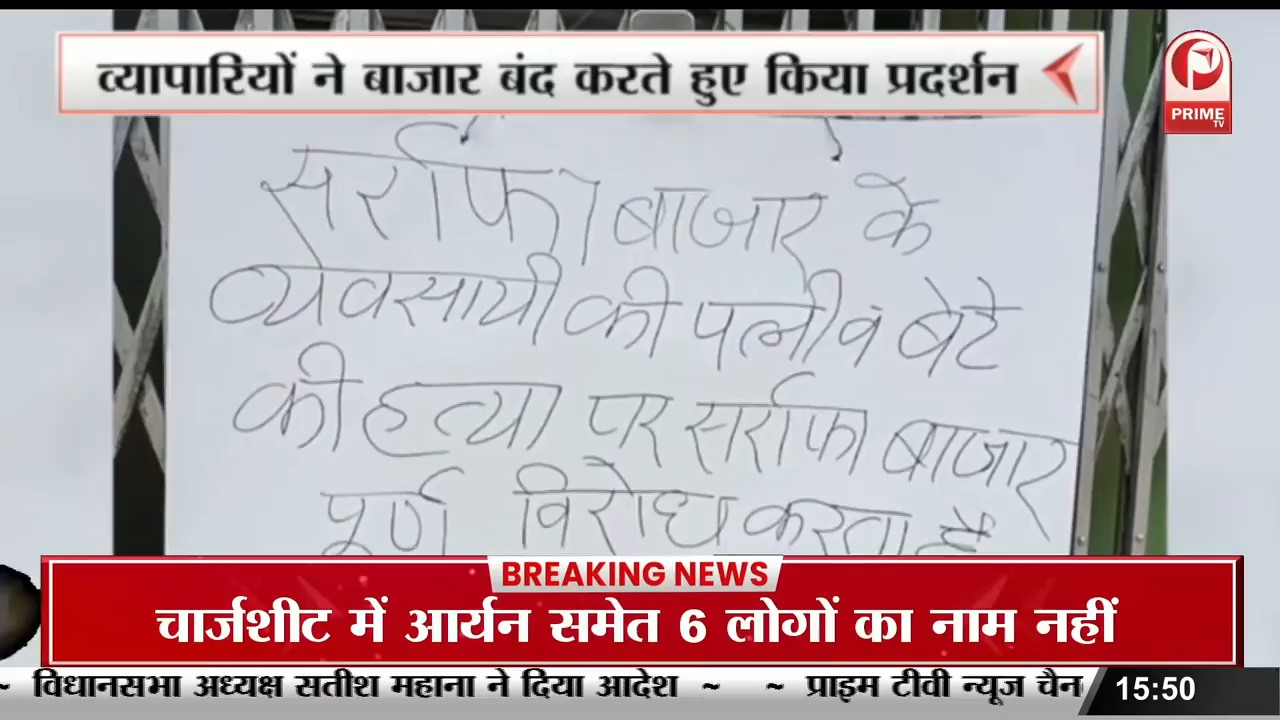 व्यापारियों ने बाजार बंद करते हुए किया प्रदर्शन
PRIME
TV
सर्राफा बाजार के
व्येवसायी की पत्नी व बेटे
की हत्या पर सर्राफा बाजार
पूर्ण विरोध करता है
BREAKING NEWS
चार्जशीट में आर्यन समेत 6 लोगों का नाम नहीं
~ विधानसभा अध्यक्ष सतीश महाना ने दिया आदेश ~ ~ प्राइम टीवी न्यूज चैन
15:50